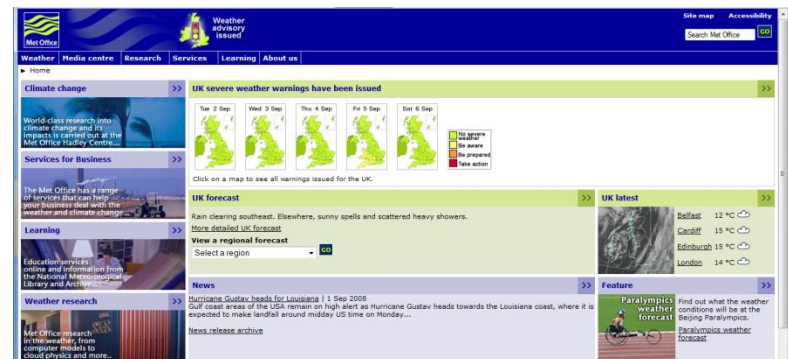 Met Office
Weather
advisory
issued
Site map Accessibility
Search Met Office GO
Weather Media centre Research Services Learning About us
► Home
Climate change >>
World-class research into
climate change and its
impacts is carried out at the
Met Office Hadley Centre...
Services for Business >>
The Met Office has a range
of services that can help
your business deal with the
weather and climate change...
Learning >>
Education services
online and information from
the National Meteorological
Library and Archive...
Weather research >>
Met Office research
in the weather, from
computer models to
cloud physics and more..
UK severe weather warnings have been issued >>
Tue 2 Sep Wed 3 Sep Thu 4 Sep Fri 5 Sep Sat 6 Sep
No severe
weather
Be aware
Be prepared
Take action
Click on a map to see all warnings issued for the UK.
UK forecast >>
Rain clearing southeast. Elsewhere, sunny spells and scattered heavy showers.
More detailed UK forecast
View a regional forecast
Select a region GO
UK latest >>
Belfast 12 °C
Cardiff 15 °C
Edinburgh 15 °C
London 14 °C
News >>
Hurricane Gustav heads for Louisiana | 1 Sep 2008
Gulf coast areas of the USA remain on high alert as Hurricane Gustav heads towards the Louisiana coast, where it is
expected to make landfall around midday US time on Monday...
News release archive
Feature >>
Paralympics
weather
forecast
Find out what the weather
conditions will be at the
Beijing Paralympics.
Paralympics weather
forecast